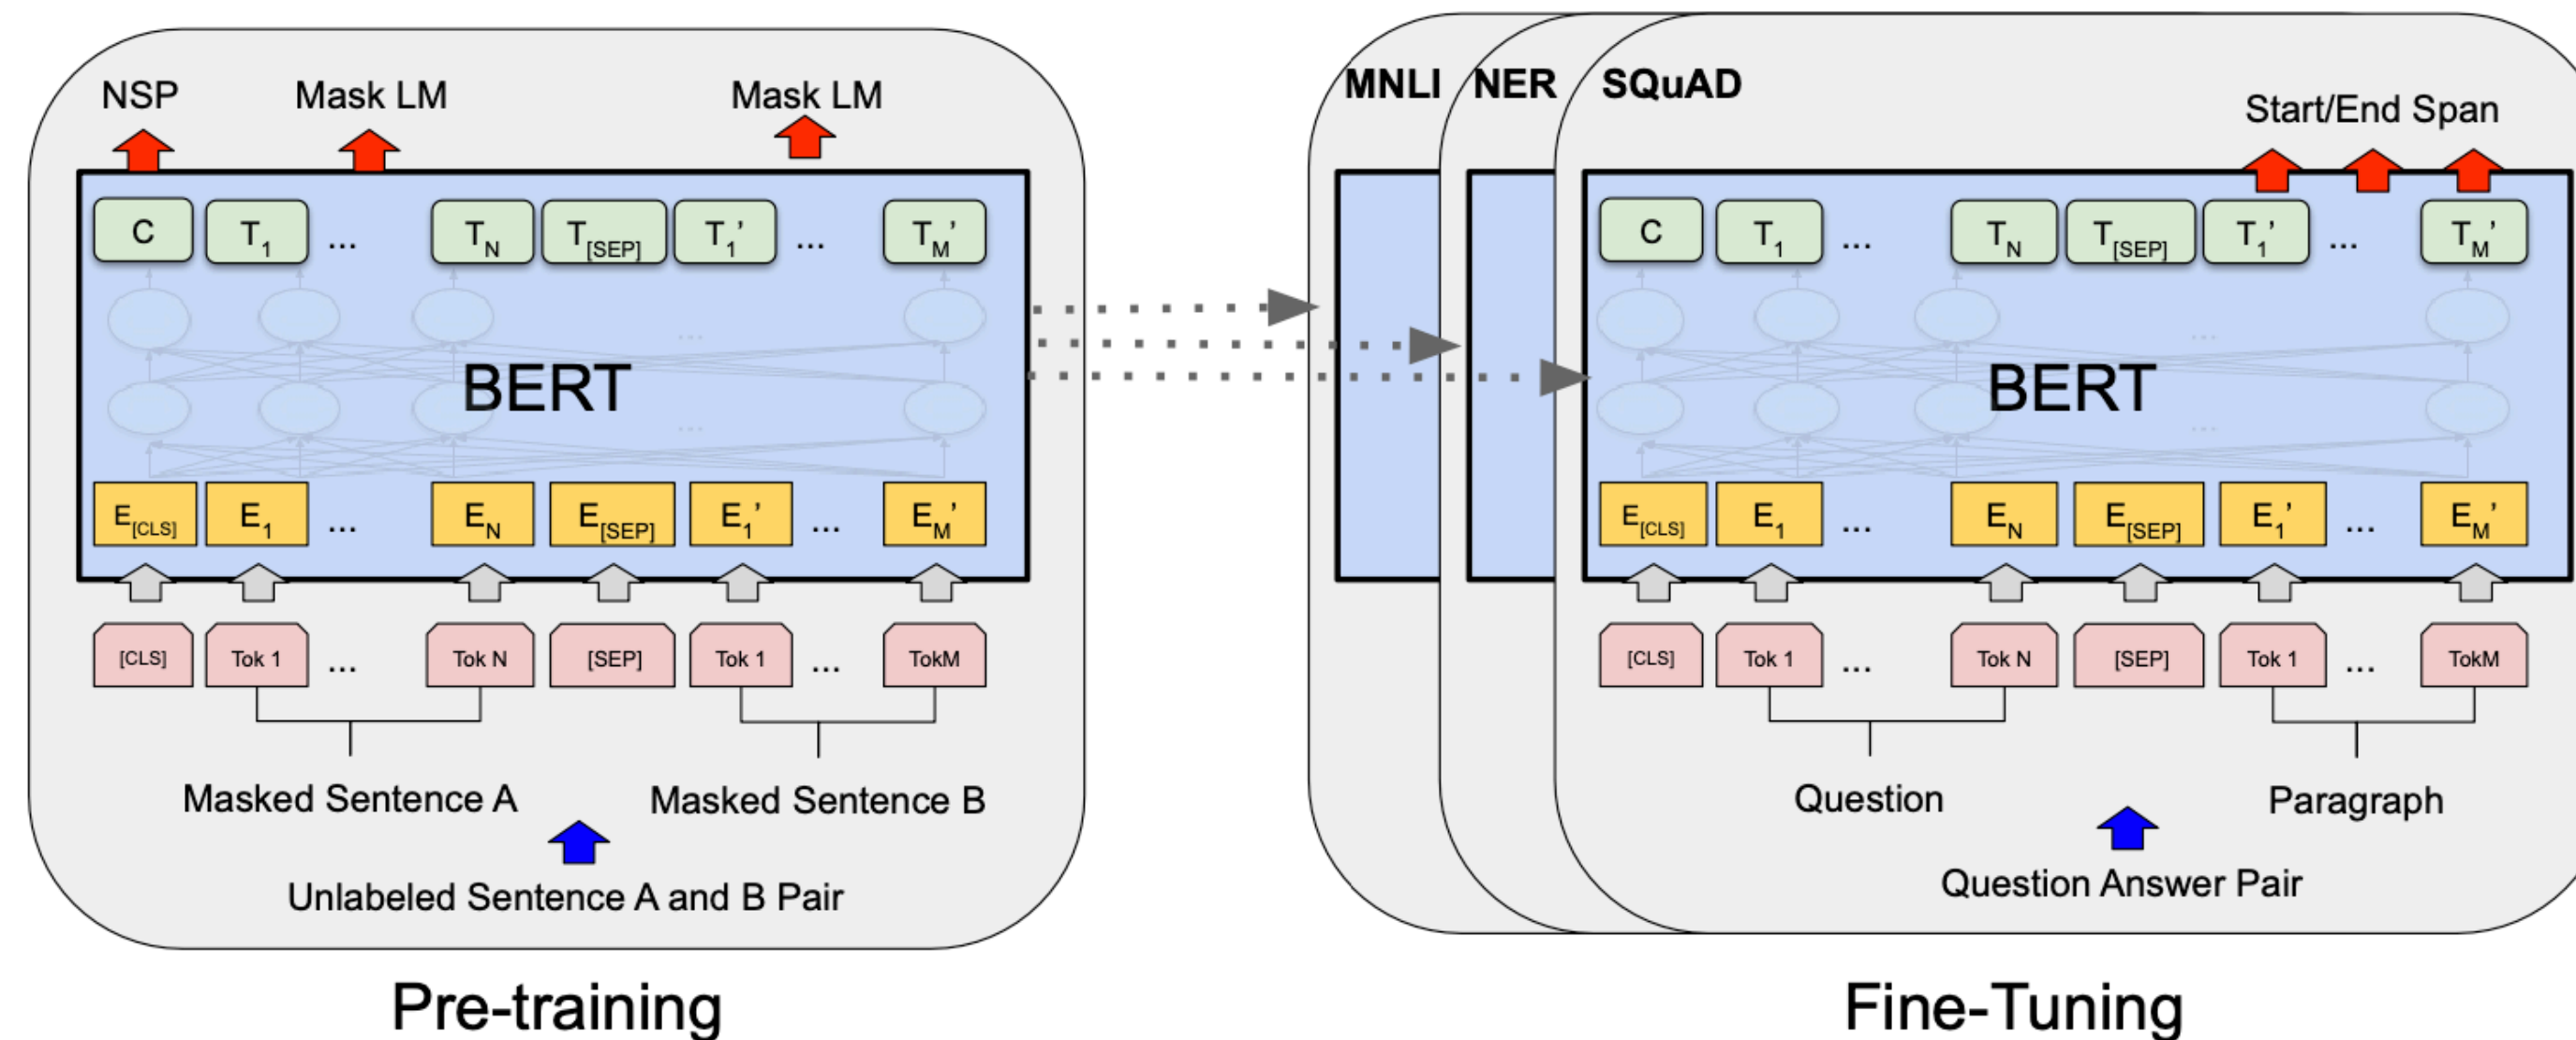 NSP Mask LM Mask LM
C T1 ... TN T[SEP] T1' ... TM'
... 
BERT
...
E[CLS] E1 ... EN E[SEP] E1' ... EM'
[CLS] Tok 1 ... Tok N [SEP] Tok 1 ... TokM
Masked Sentence A Masked Sentence B
Unlabeled Sentence A and B Pair
Pre-training
MNLI NER SQuAD
Start/End Span
C T1 ... TN T[SEP] T1' ... TM'
...
BERT
...
E[CLS] E1 ... EN E[SEP] E1' ... EM'
[CLS] Tok 1 ... Tok N [SEP] Tok 1 ... TokM
Question Paragraph
Question Answer Pair
Fine-Tuning